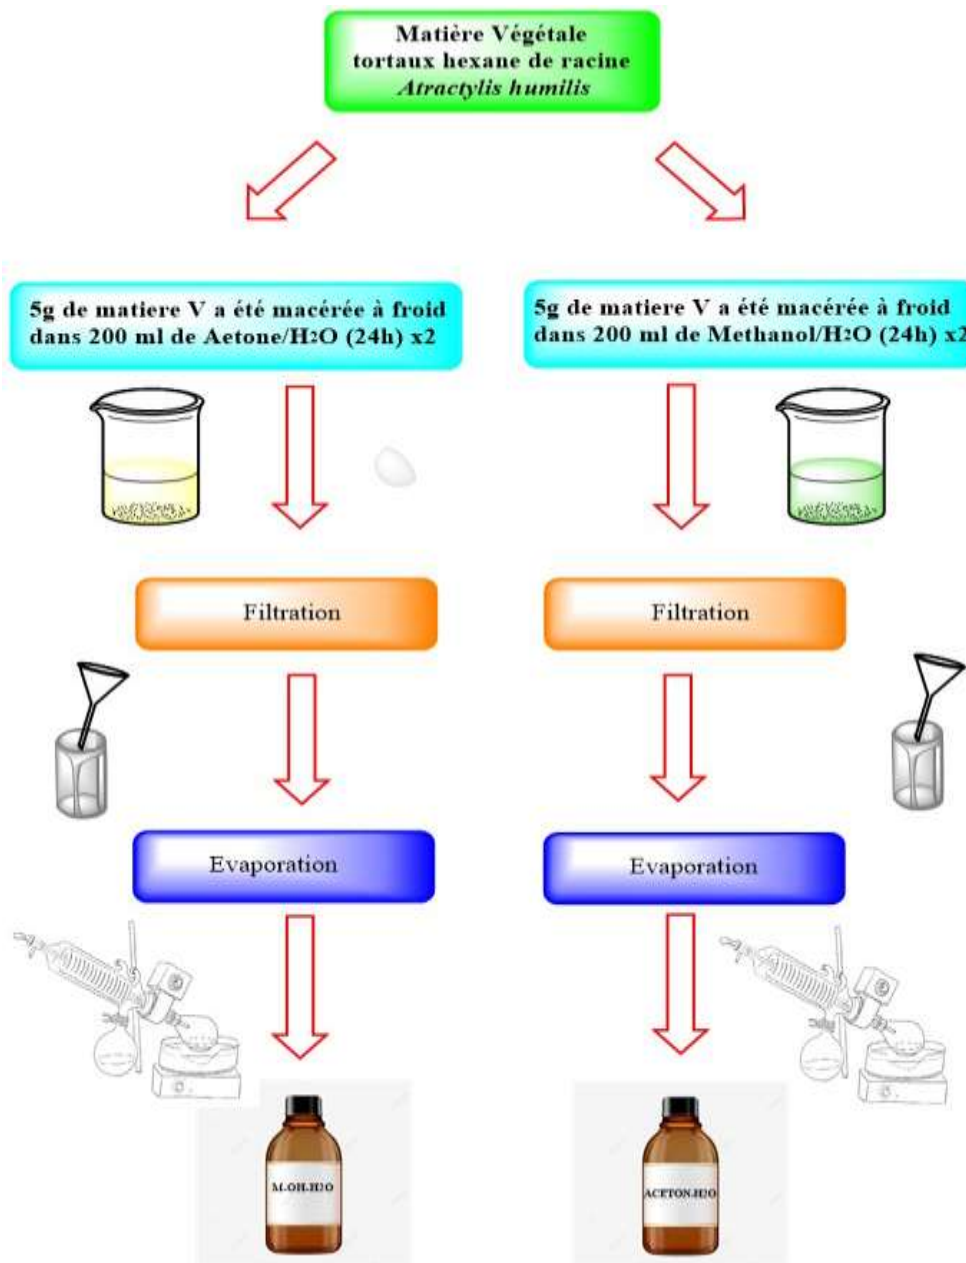 Matière Végétale
tortaux hexane de racine
Atractylis humilis
5g de matiere V a été macérée à froid
dans 200 ml de Aetone/H2O (24h) x2
5g de matiere V a été macérée à froid
dans 200 ml de Methanol/H2O (24h) x2
Filtration
Filtration
Evaporation
Evaporation
M-OH-H2O
ACETON-H2O